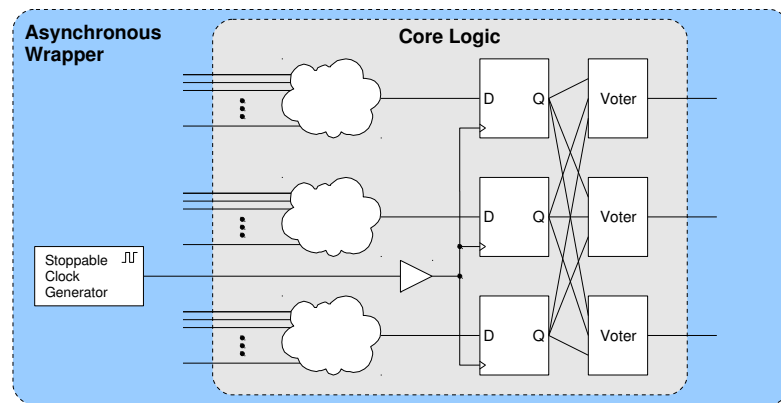 Asynchronous
Wrapper
Core Logic
D Q
Voter
D Q
Voter
Stoppable
Clock
Generator
D Q
Voter